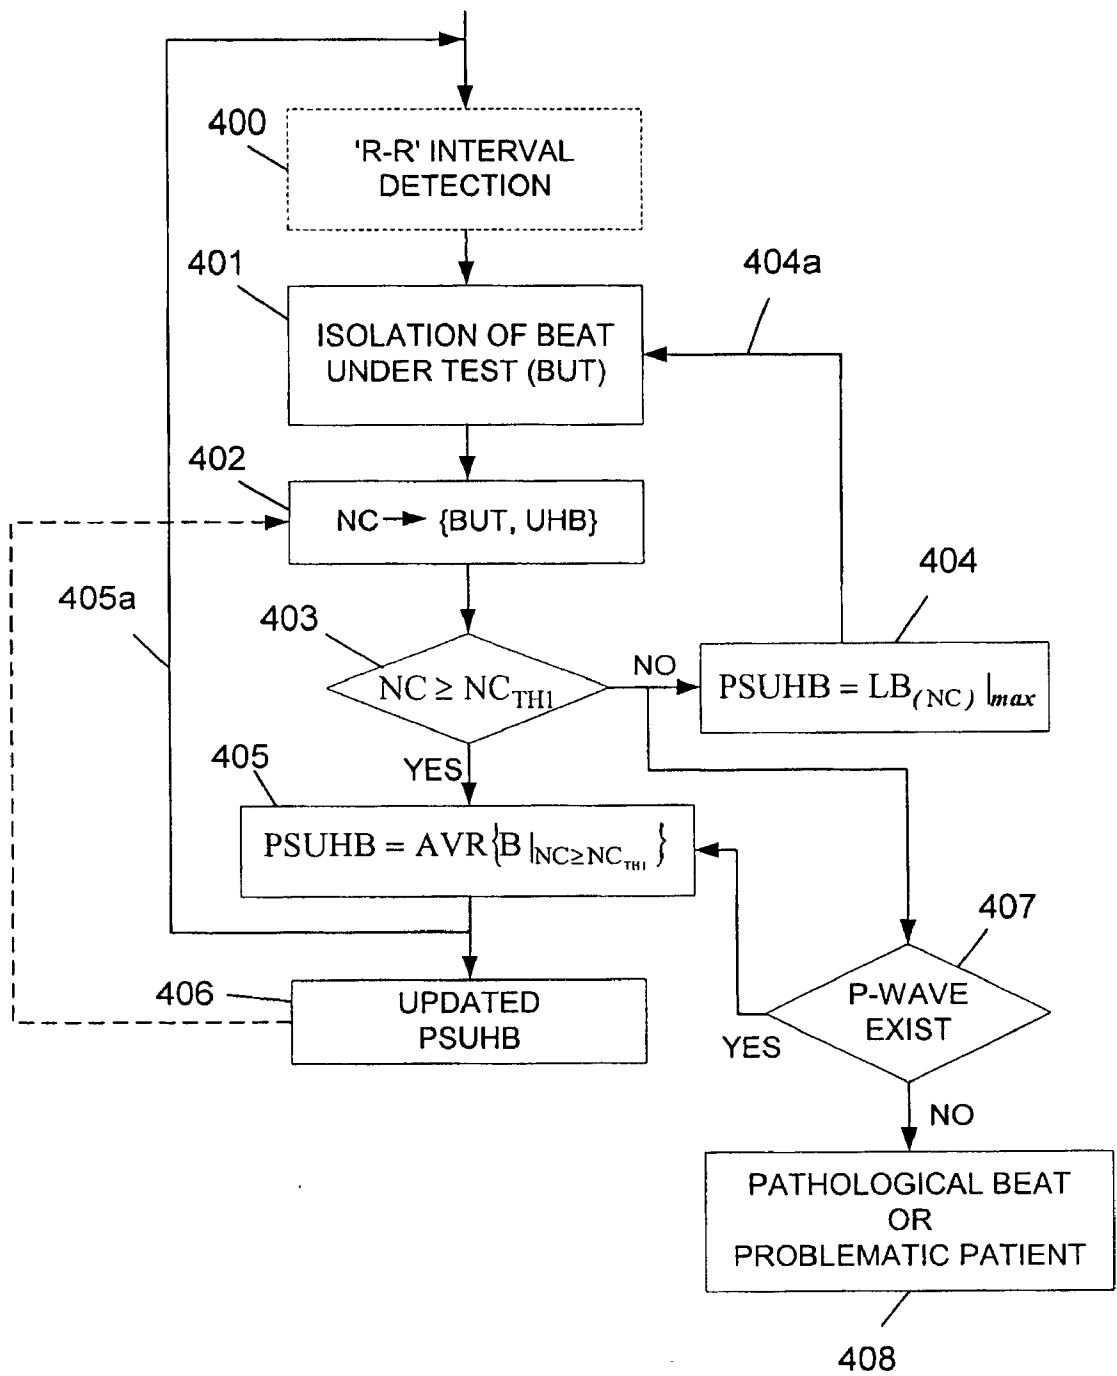 400
'R-R' INTERVAL
DETECTION
401
404a
ISOLATION OF BEAT
UNDER TEST (BUT)
402
NC → {BUT, UHB}
404
405a
403
NO
NC ≥ NC_TH1
PSUHB = LB_(NC) |_max
405
YES
PSUHB = AVR{B |_NC≥NC_TH1}
407
406
UPDATED
PSUHB
P-WAVE
EXIST
YES
NO
PATHOLOGICAL BEAT
OR
PROBLEMATIC PATIENT
408